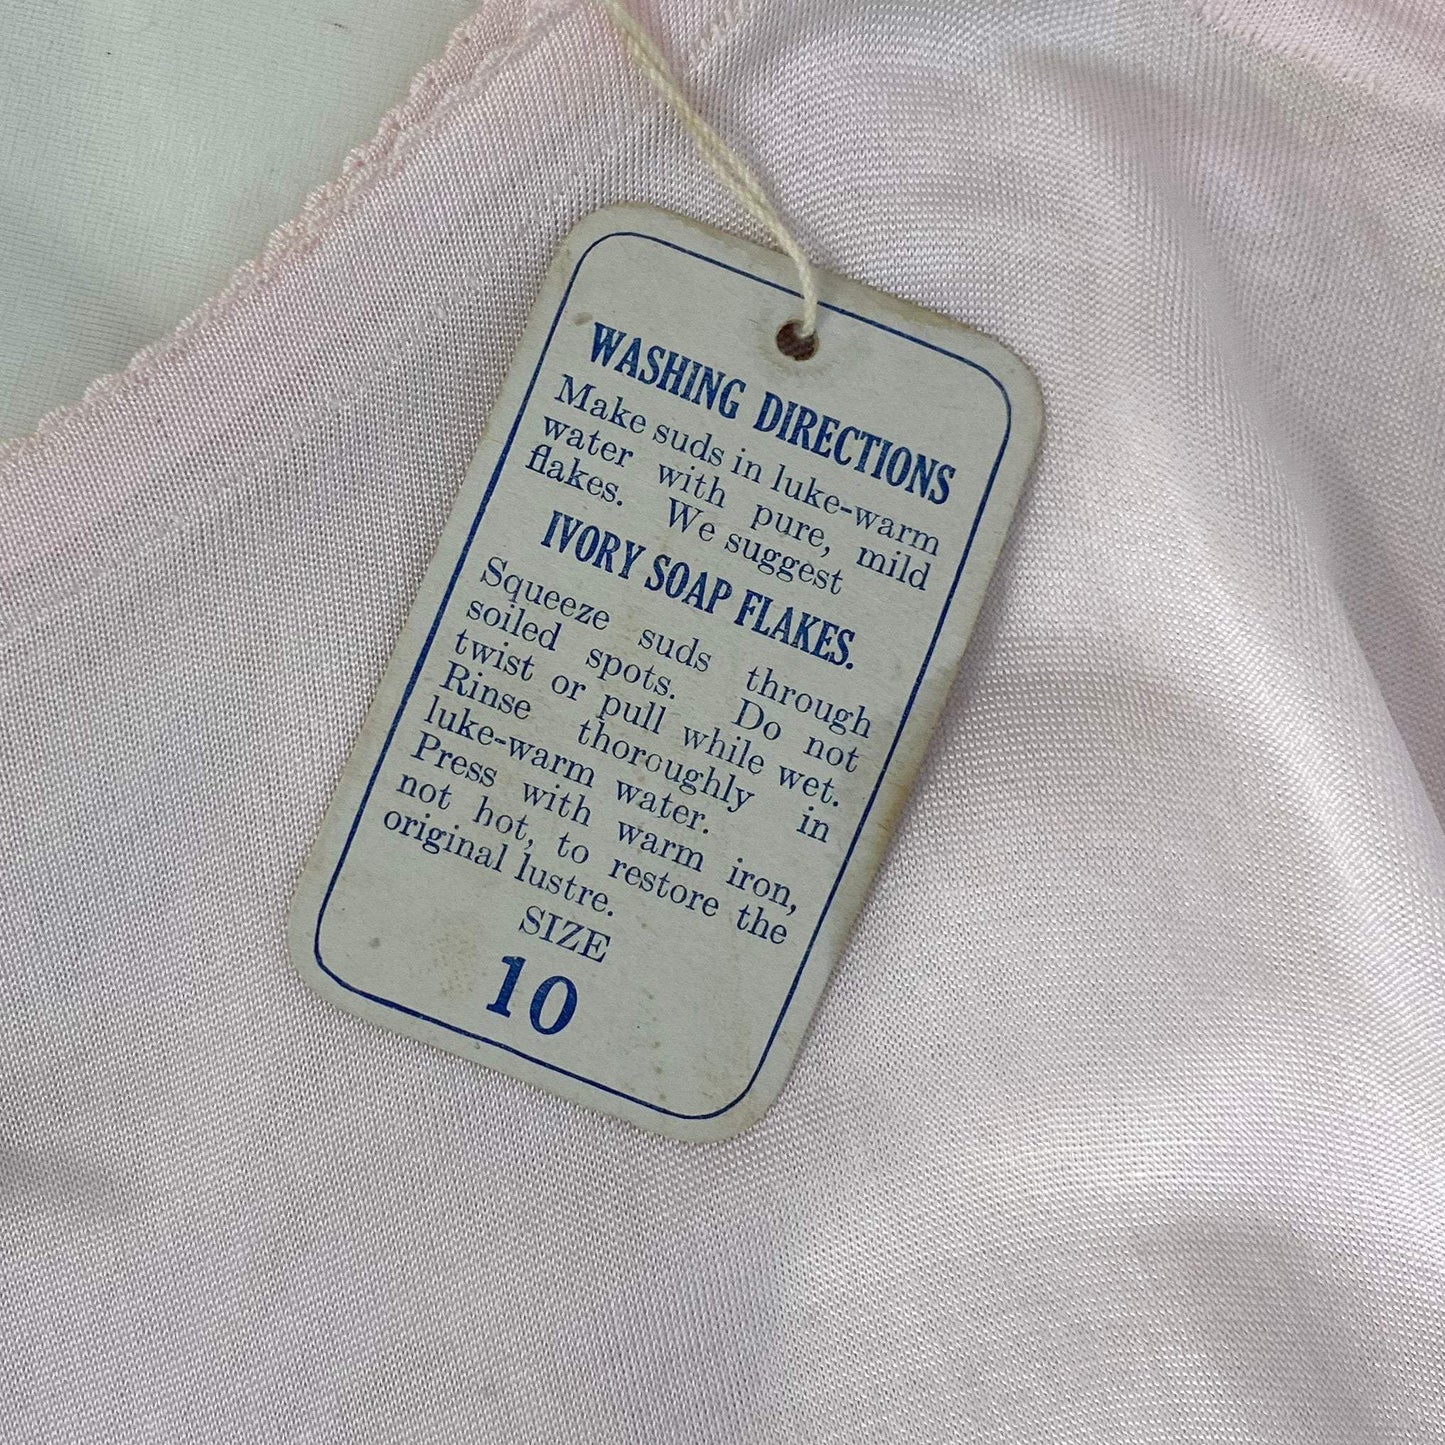 WASHING DIRECTIONS
Make suds in luke-warm
water with pure, mild
flakes. We suggest
IVORY SOAP FLAKES.
Squeeze suds through
soiled spots. Do not
twist or pull while wet.
Rinse thoroughly in
luke-warm water.
Press with warm iron,
not hot, to restore the
original lustre.
SIZE
10